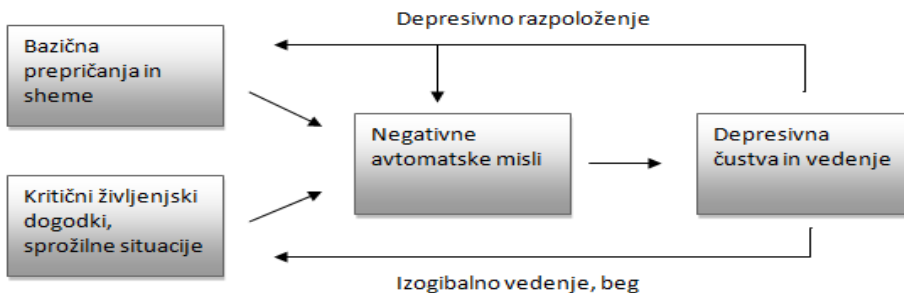 Depresivno razpoloženje
Bazična
prepričanja in
sheme
Negativne
avtomatske misli
Depresivna
čustva in vedenje
Kritični življenjski
dogodki,
sprožilne situacije
Izogibalno vedenje, beg